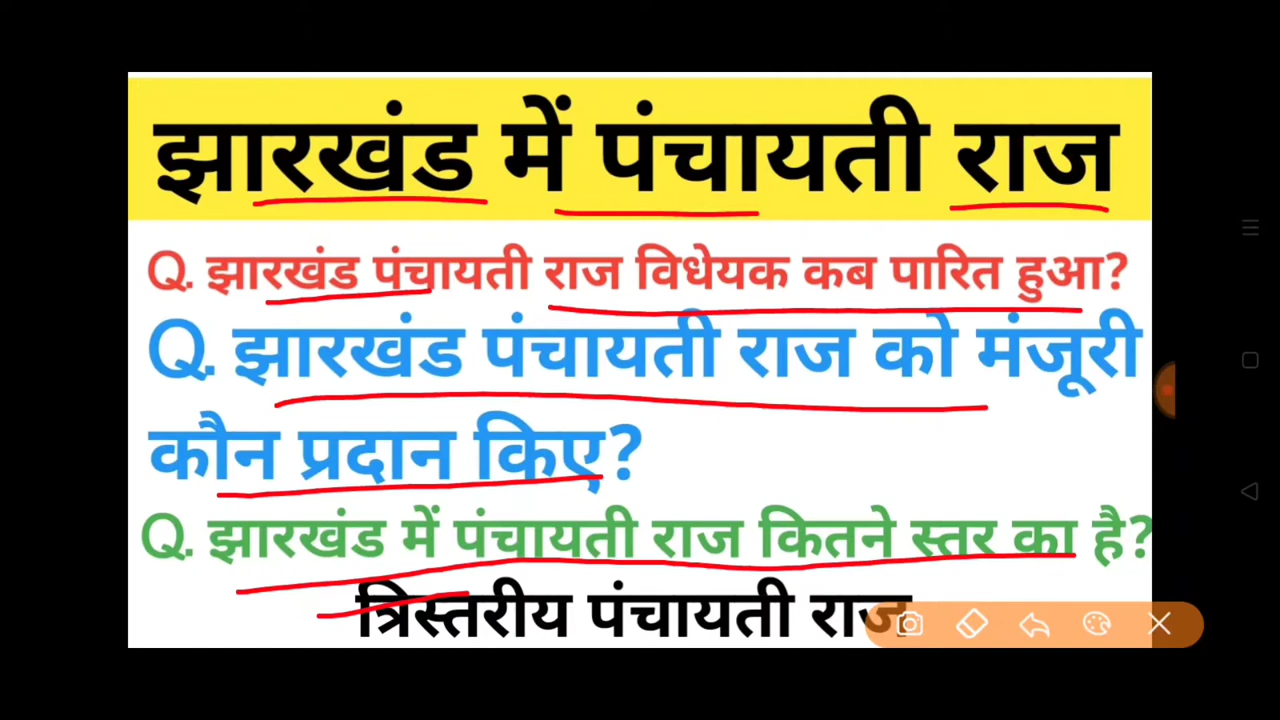 झारखंड में पंचायती राज
Q. झारखंड पंचायती राज विधेयक कब पारित हुआ?
Q. झारखंड पंचायती राज को मंजूरी
कौन प्रदान किए?
Q. झारखंड में पंचायती राज कितने स्तर का है?
त्रिस्तरीय पंचायती राज